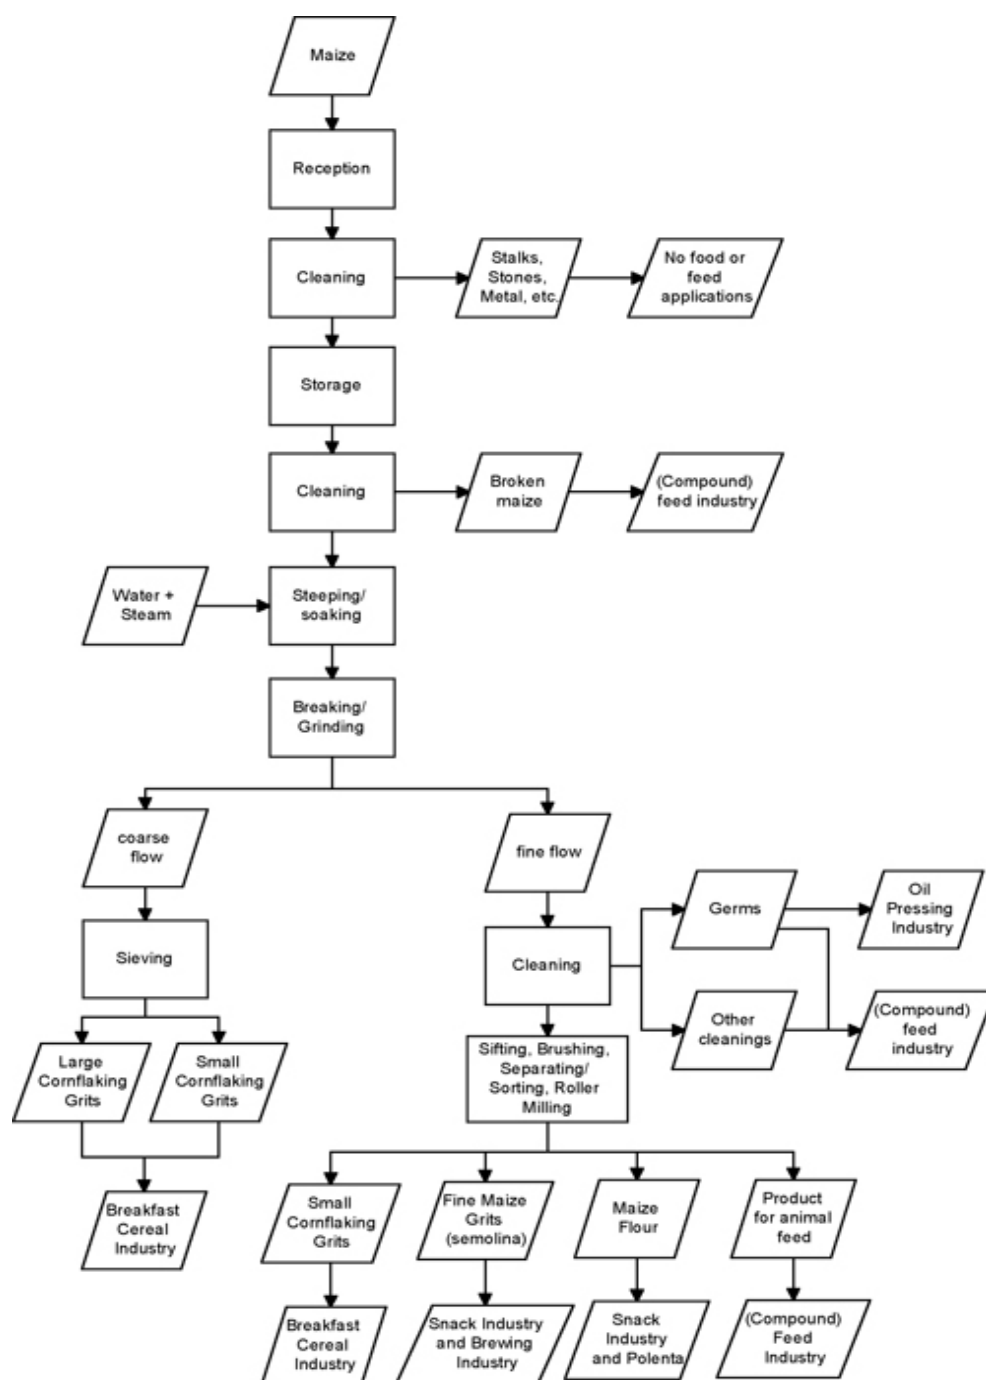 Maize
Reception
Cleaning
Stalks,
Stones,
Metal, etc.
No food or
feed
applications
Storage
Cleaning
Broken
maize
(Compound)
feed industry
Water +
Steam
Steeping/
soaking
Breaking/
Grinding
coarse
flow
fine flow
Germs
Oil
Pressing
Industry
Sieving
Cleaning
Other
cleanings
(Compound)
feed
industry
Large
Cornflaking
Grits
Small
Cornflaking
Grits
Sifting, Brushing,
Separating/
Sorting, Roller
Milling
Breakfast
Cereal
Industry
Small
Cornflaking
Grits
Fine Maize
Grits
(semolina)
Maize
Flour
Product
for animal
feed
Breakfast
Cereal
Industry
Snack Industry
and Brewing
Industry
Snack
Industry
and Polenta
(Compound)
Feed
Industry